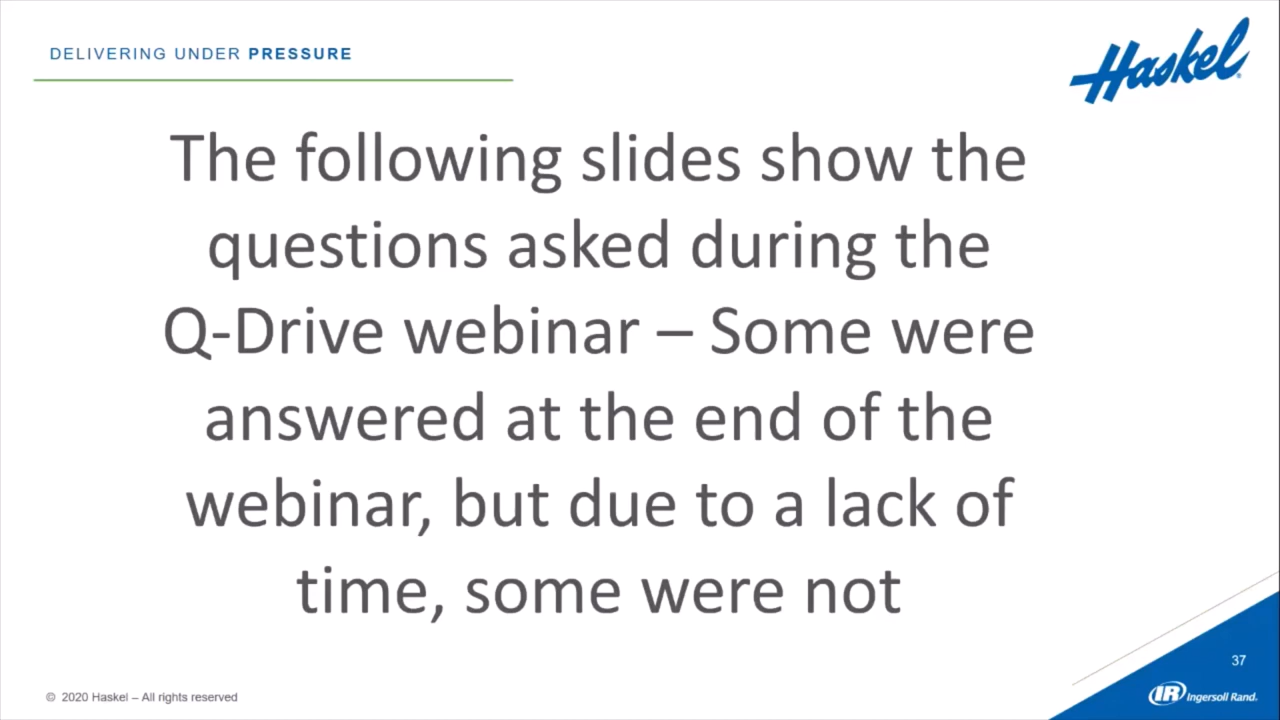 DELIVERING UNDER PRESSURE
Haskel
The following slides show the
questions asked during the
Q-Drive webinar – Some were
answered at the end of the
webinar, but due to a lack of
time, some were not
37
© 2020 Haskel – All rights reserved
IR Ingersoll Rand.